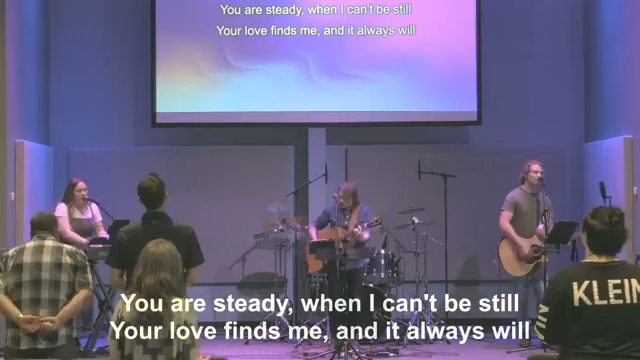 You are steady, when I can't be still
Your love finds me, and it always will
KLEIN
You are steady, when I can't be still
Your love finds me, and it always will